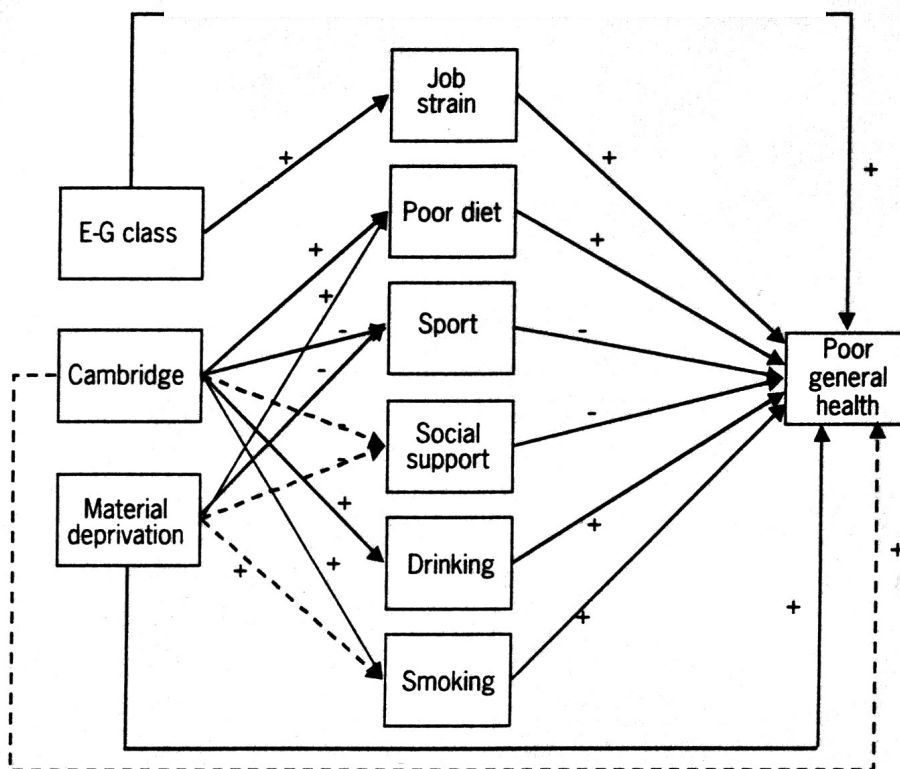 Job
strain
+
+
+
E-G class
Poor diet
+
+
+
-
Sport
-
-
Cambridge
Poor
general
health
Social
support
-
-
Material
deprivation
+
Drinking
+
+
+
+
+
+
Smoking